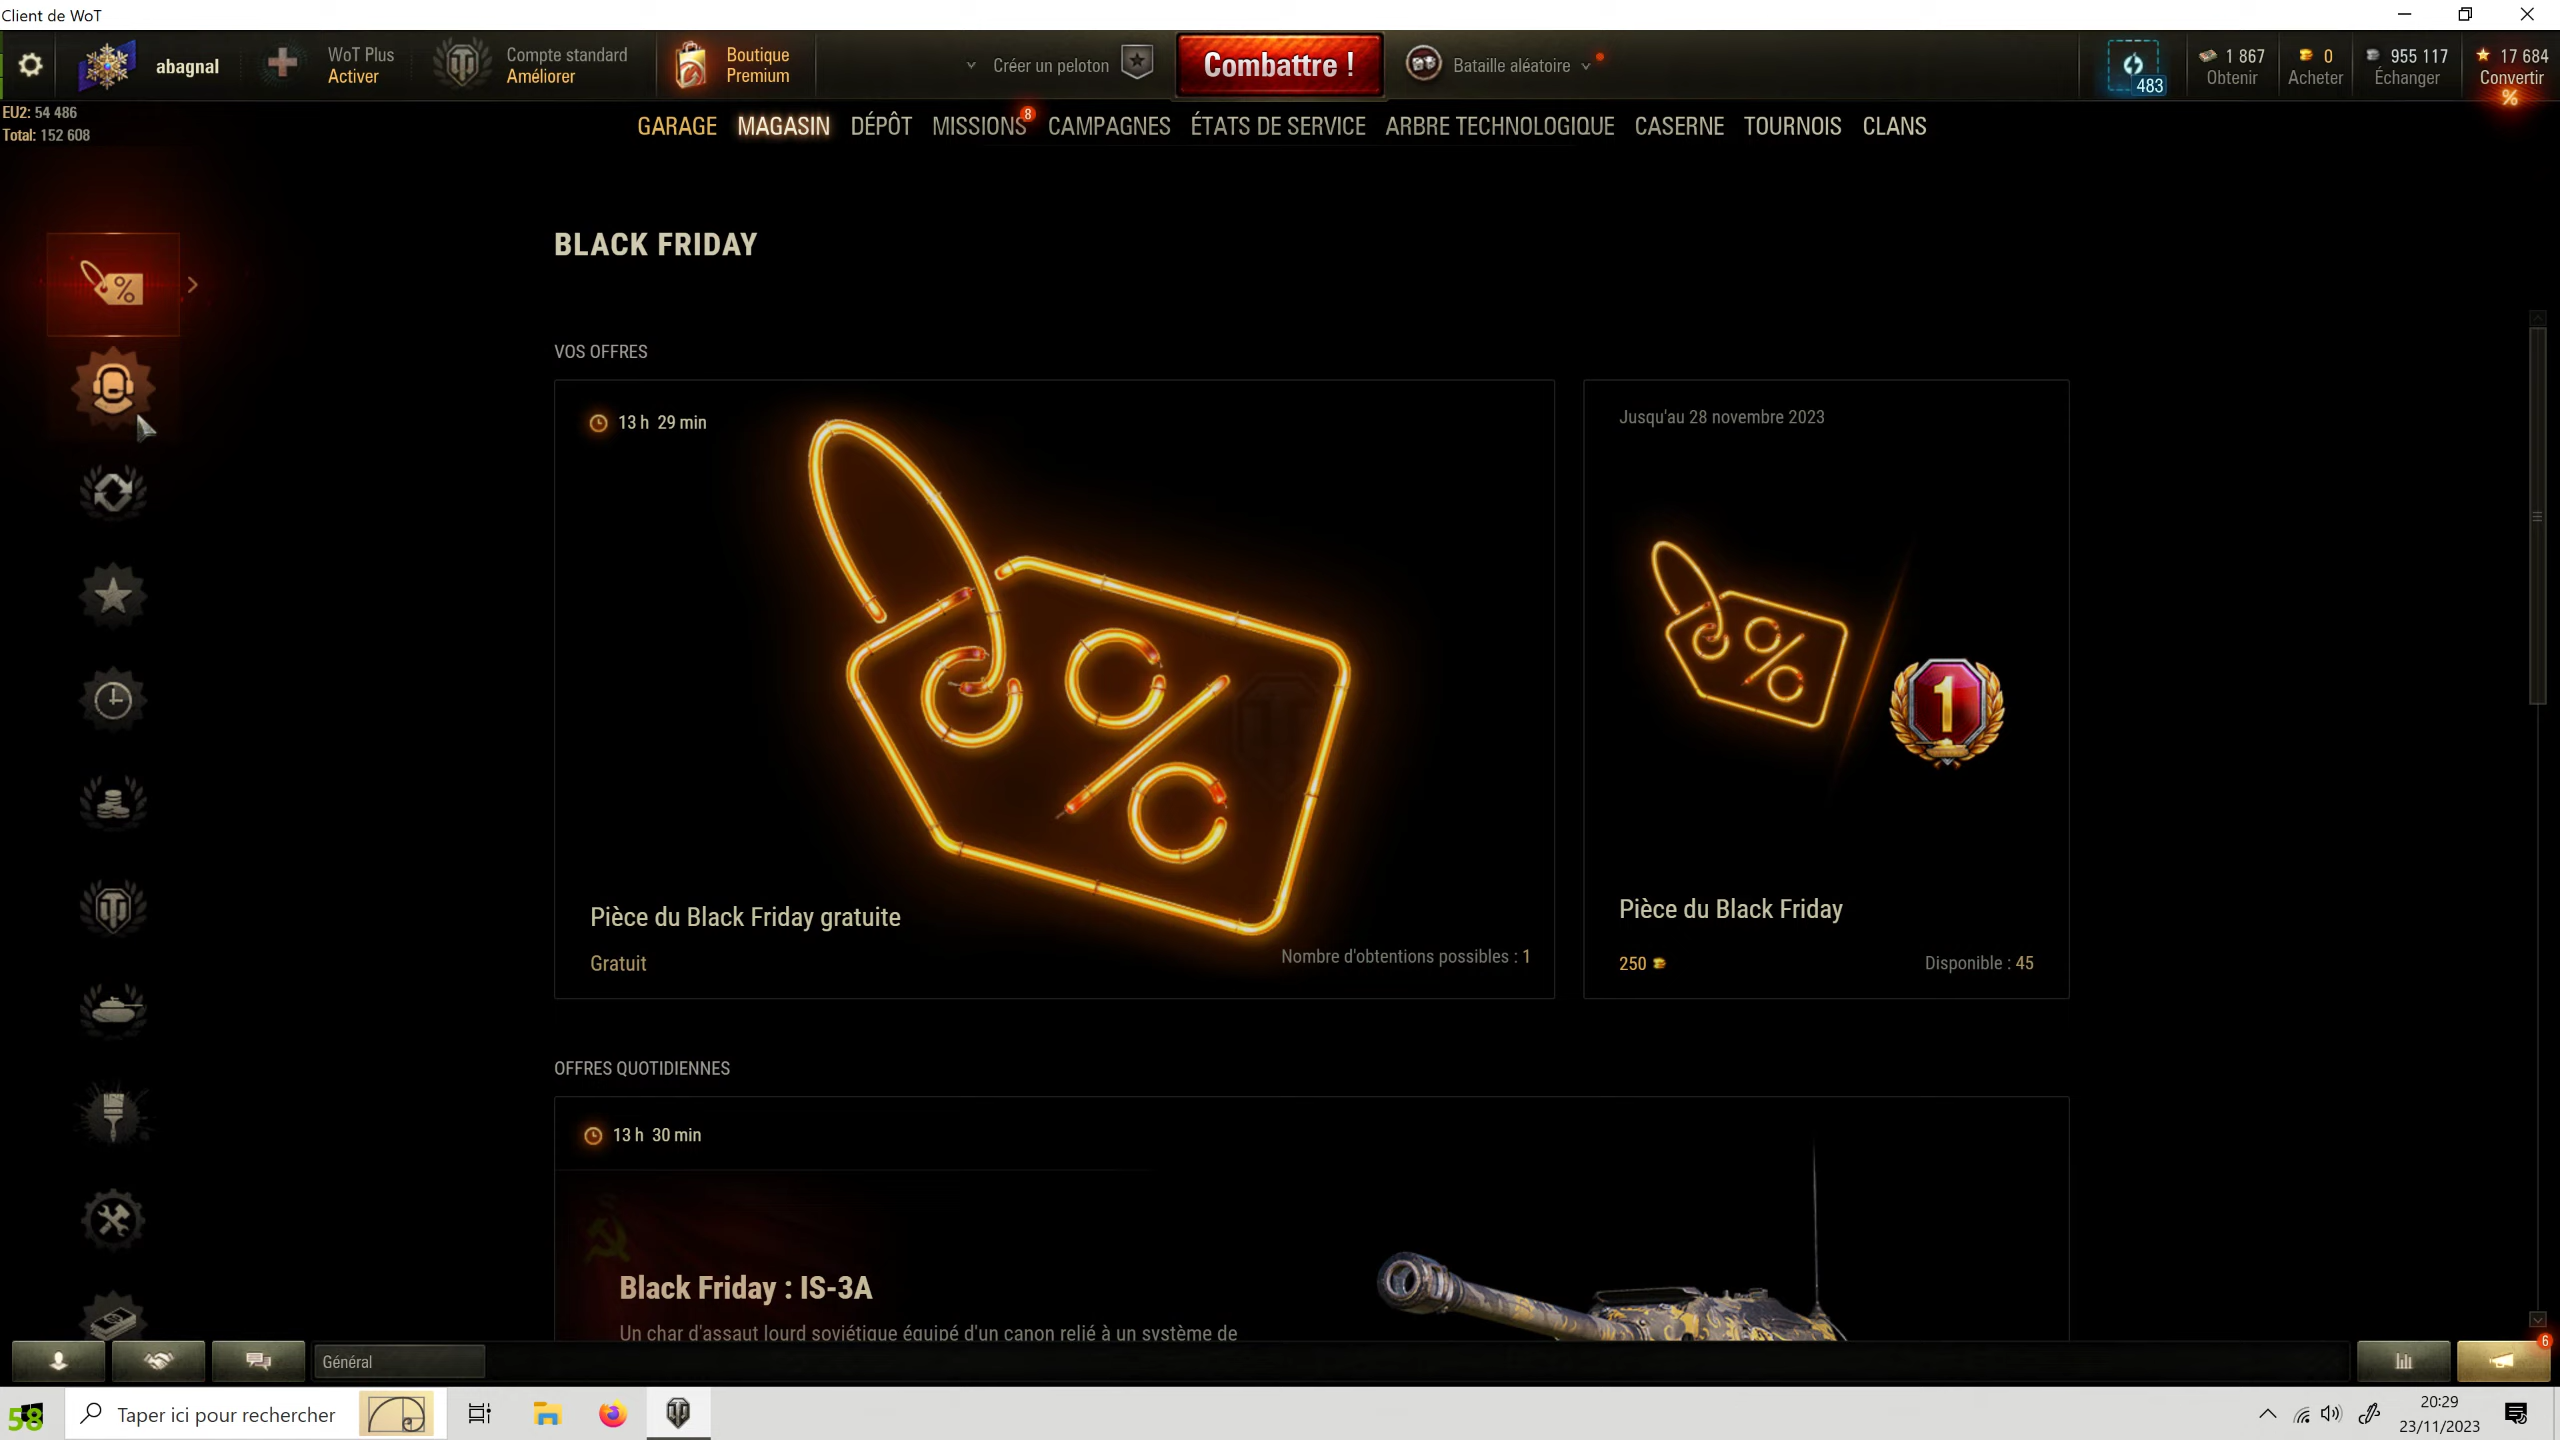 Client de WoT
abagnal
WoT Plus
Activer
Compte standard
Améliorer
Boutique
Premium
Créer un peloton
Combattre !
Bataille aléatoire
483
1 867
Obtenir
0
Acheter
955 117
Échanger
17 684
Convertir
%
EU2: 54 486
Total: 152 608
GARAGE
MAGASIN
DÉPÔT
MISSIONS
8
CAMPAGNES
ÉTATS DE SERVICE
ARBRE TECHNOLOGIQUE
CASERNE
TOURNOIS
CLANS
%
BLACK FRIDAY
VOS OFFRES
13 h 29 min
%
Pièce du Black Friday gratuite
Gratuit
Nombre d'obtentions possibles : 1
Jusqu'au 28 novembre 2023
%
1
Pièce du Black Friday
250
Disponible : 45
OFFRES QUOTIDIENNES
13 h 30 min
Black Friday : IS-3A
Un char d'assaut lourd soviétique équipé d'un canon relié à un système de
Général
6
58
Taper ici pour rechercher
20:29
23/11/2023